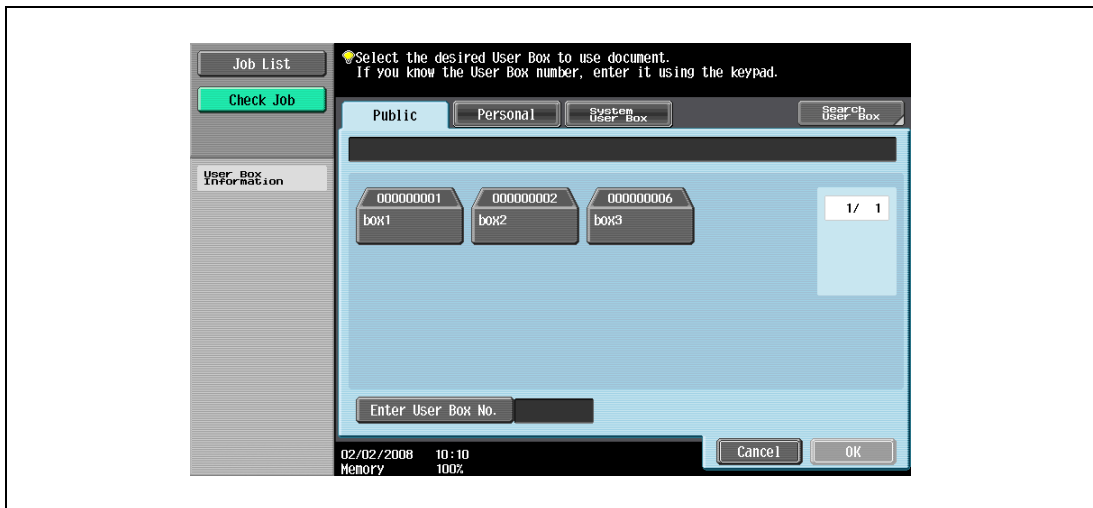 Job List
Check Job
User Box
Information
Select the desired User Box to use document.
If you know the User Box number, enter it using the keypad.
Public
Personal
System
User Box
Search
User Box
000000001
box1
000000002
box2
000000006
box3
1/ 1
Enter User Box No.
02/02/2008 10:10
Memory 100%
Cancel
OK